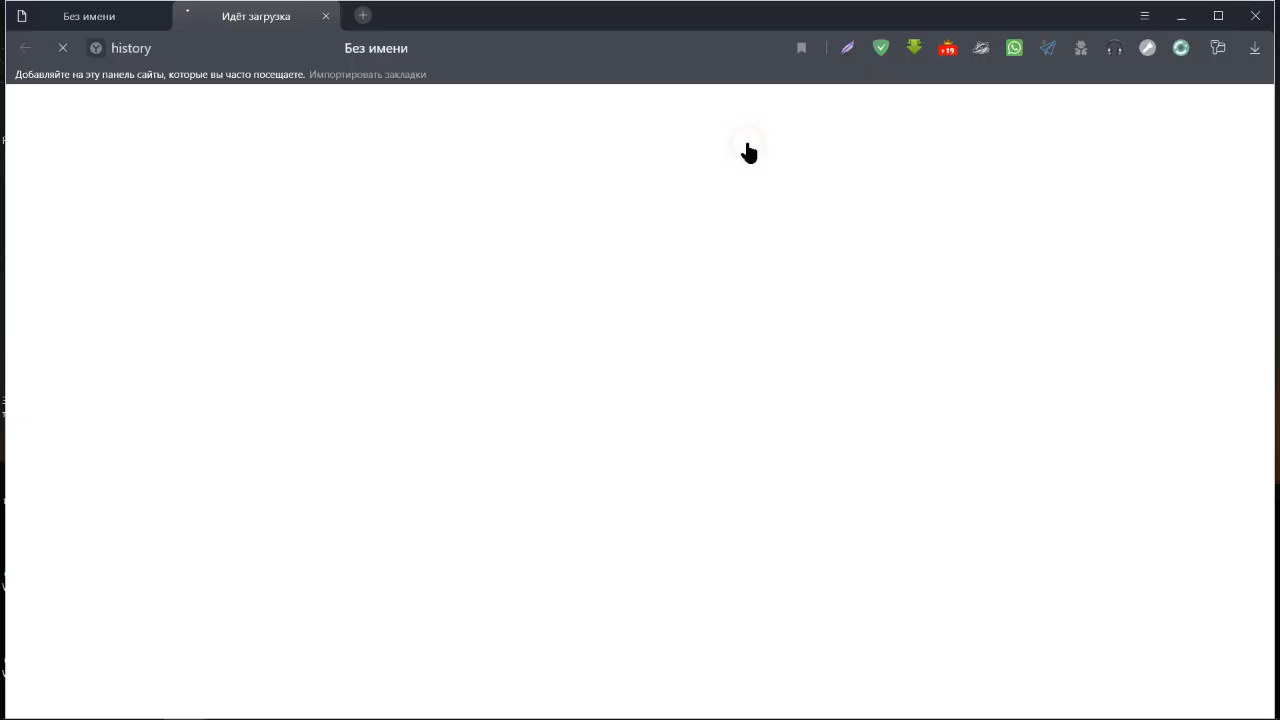 Без имени
Идёт загрузка
history
Без имени
+19
Добавляйте на эту панель сайты, которые вы часто посещаете. Импортировать закладки